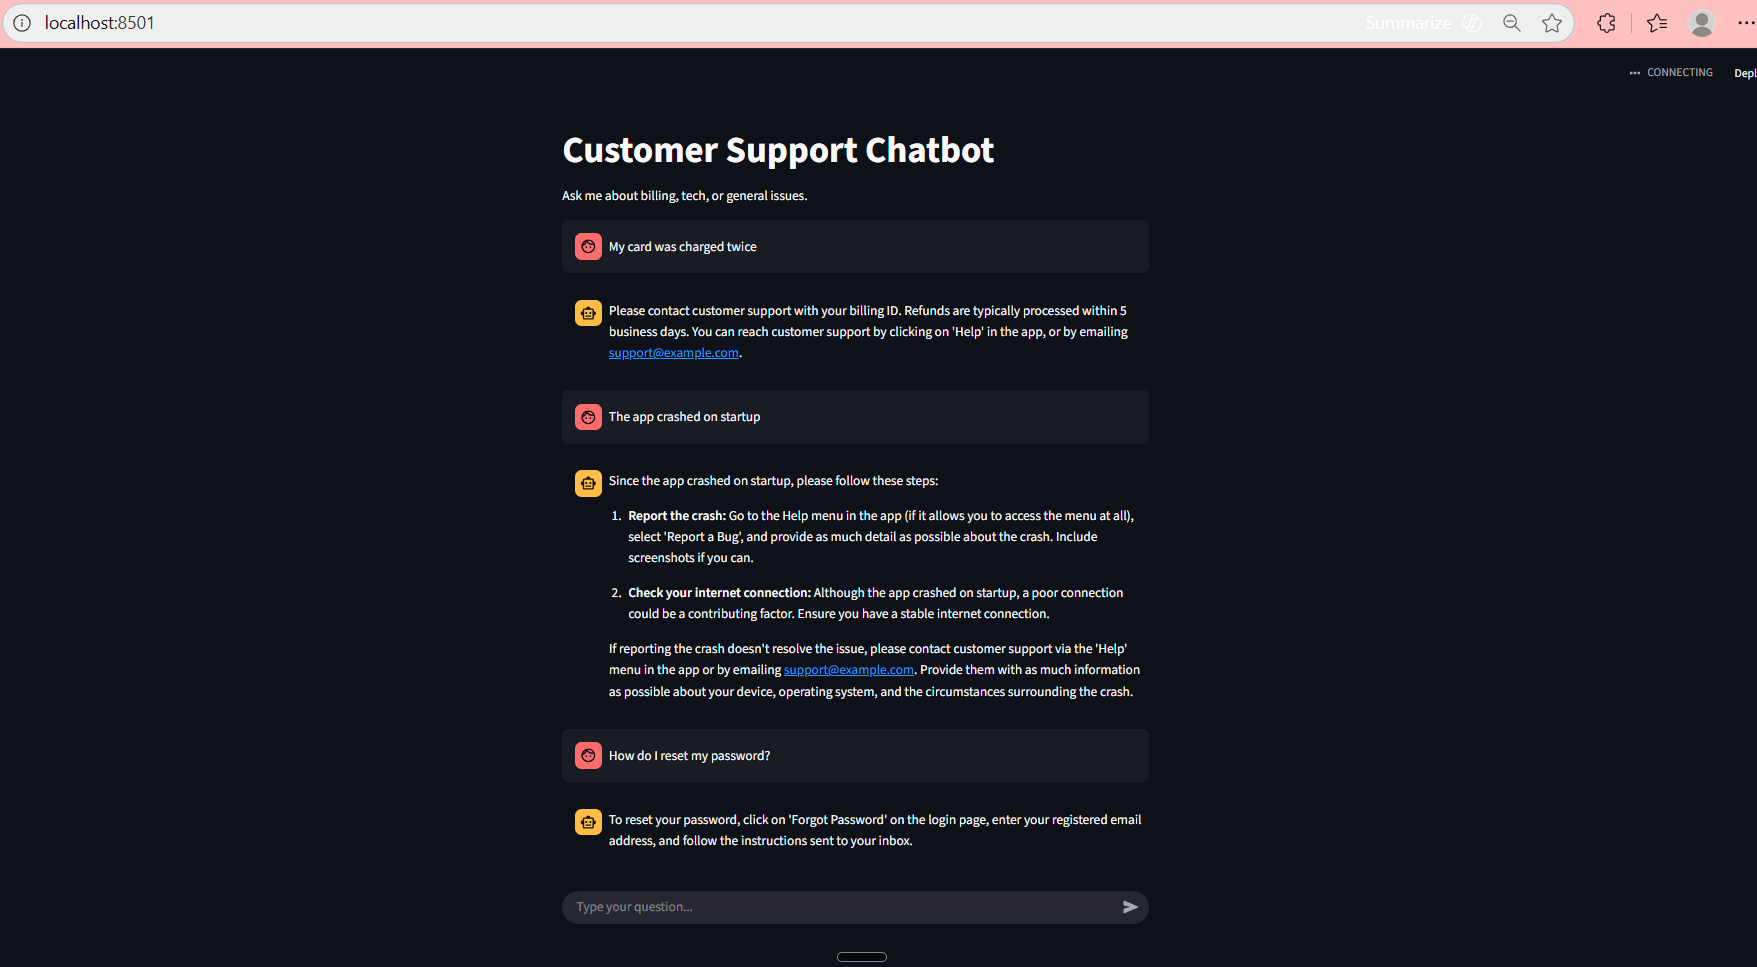 localhost:8501
Summarize
CONNECTING
Depl
Customer Support Chatbot
Ask me about billing, tech, or general issues.
My card was charged twice
Please contact customer support with your billing ID. Refunds are typically processed within 5
business days. You can reach customer support by clicking on 'Help' in the app, or by emailing
support@example.com.
The app crashed on startup
Since the app crashed on startup, please follow these steps:
1. Report the crash: Go to the Help menu in the app (if it allows you to access the menu at all),
select 'Report a Bug', and provide as much detail as possible about the crash. Include
screenshots if you can.
2. Check your internet connection: Although the app crashed on startup, a poor connection
could be a contributing factor. Ensure you have a stable internet connection.
If reporting the crash doesn't resolve the issue, please contact customer support via the 'Help'
menu in the app or by emailing support@example.com. Provide them with as much information
as possible about your device, operating system, and the circumstances surrounding the crash.
How do I reset my password?
To reset your password, click on 'Forgot Password' on the login page, enter your registered email
address, and follow the instructions sent to your inbox.
Type your question...